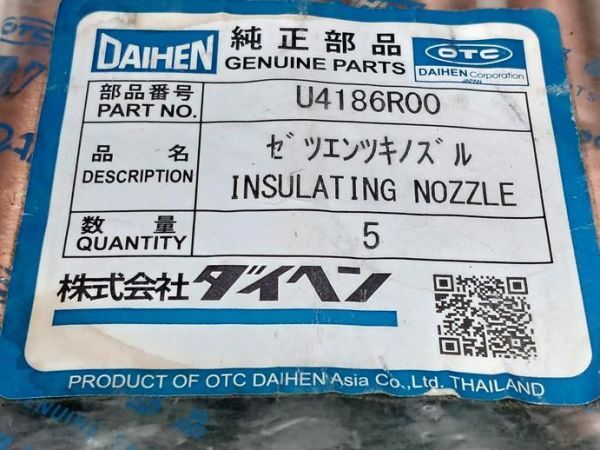 DAIHEN 純正部品 OTC
GENUINE PARTS DAIHEN Corporation
JAPAN
部品番号 U4186R00
PART NO.
品名 ゼツエンツキノズル
DESCRIPTION INSULATING NOZZLE
数量 5
QUANTITY
株式会社ダイヘン
PRODUCT OF OTC DAIHEN Asia Co.,Ltd. THAILAND